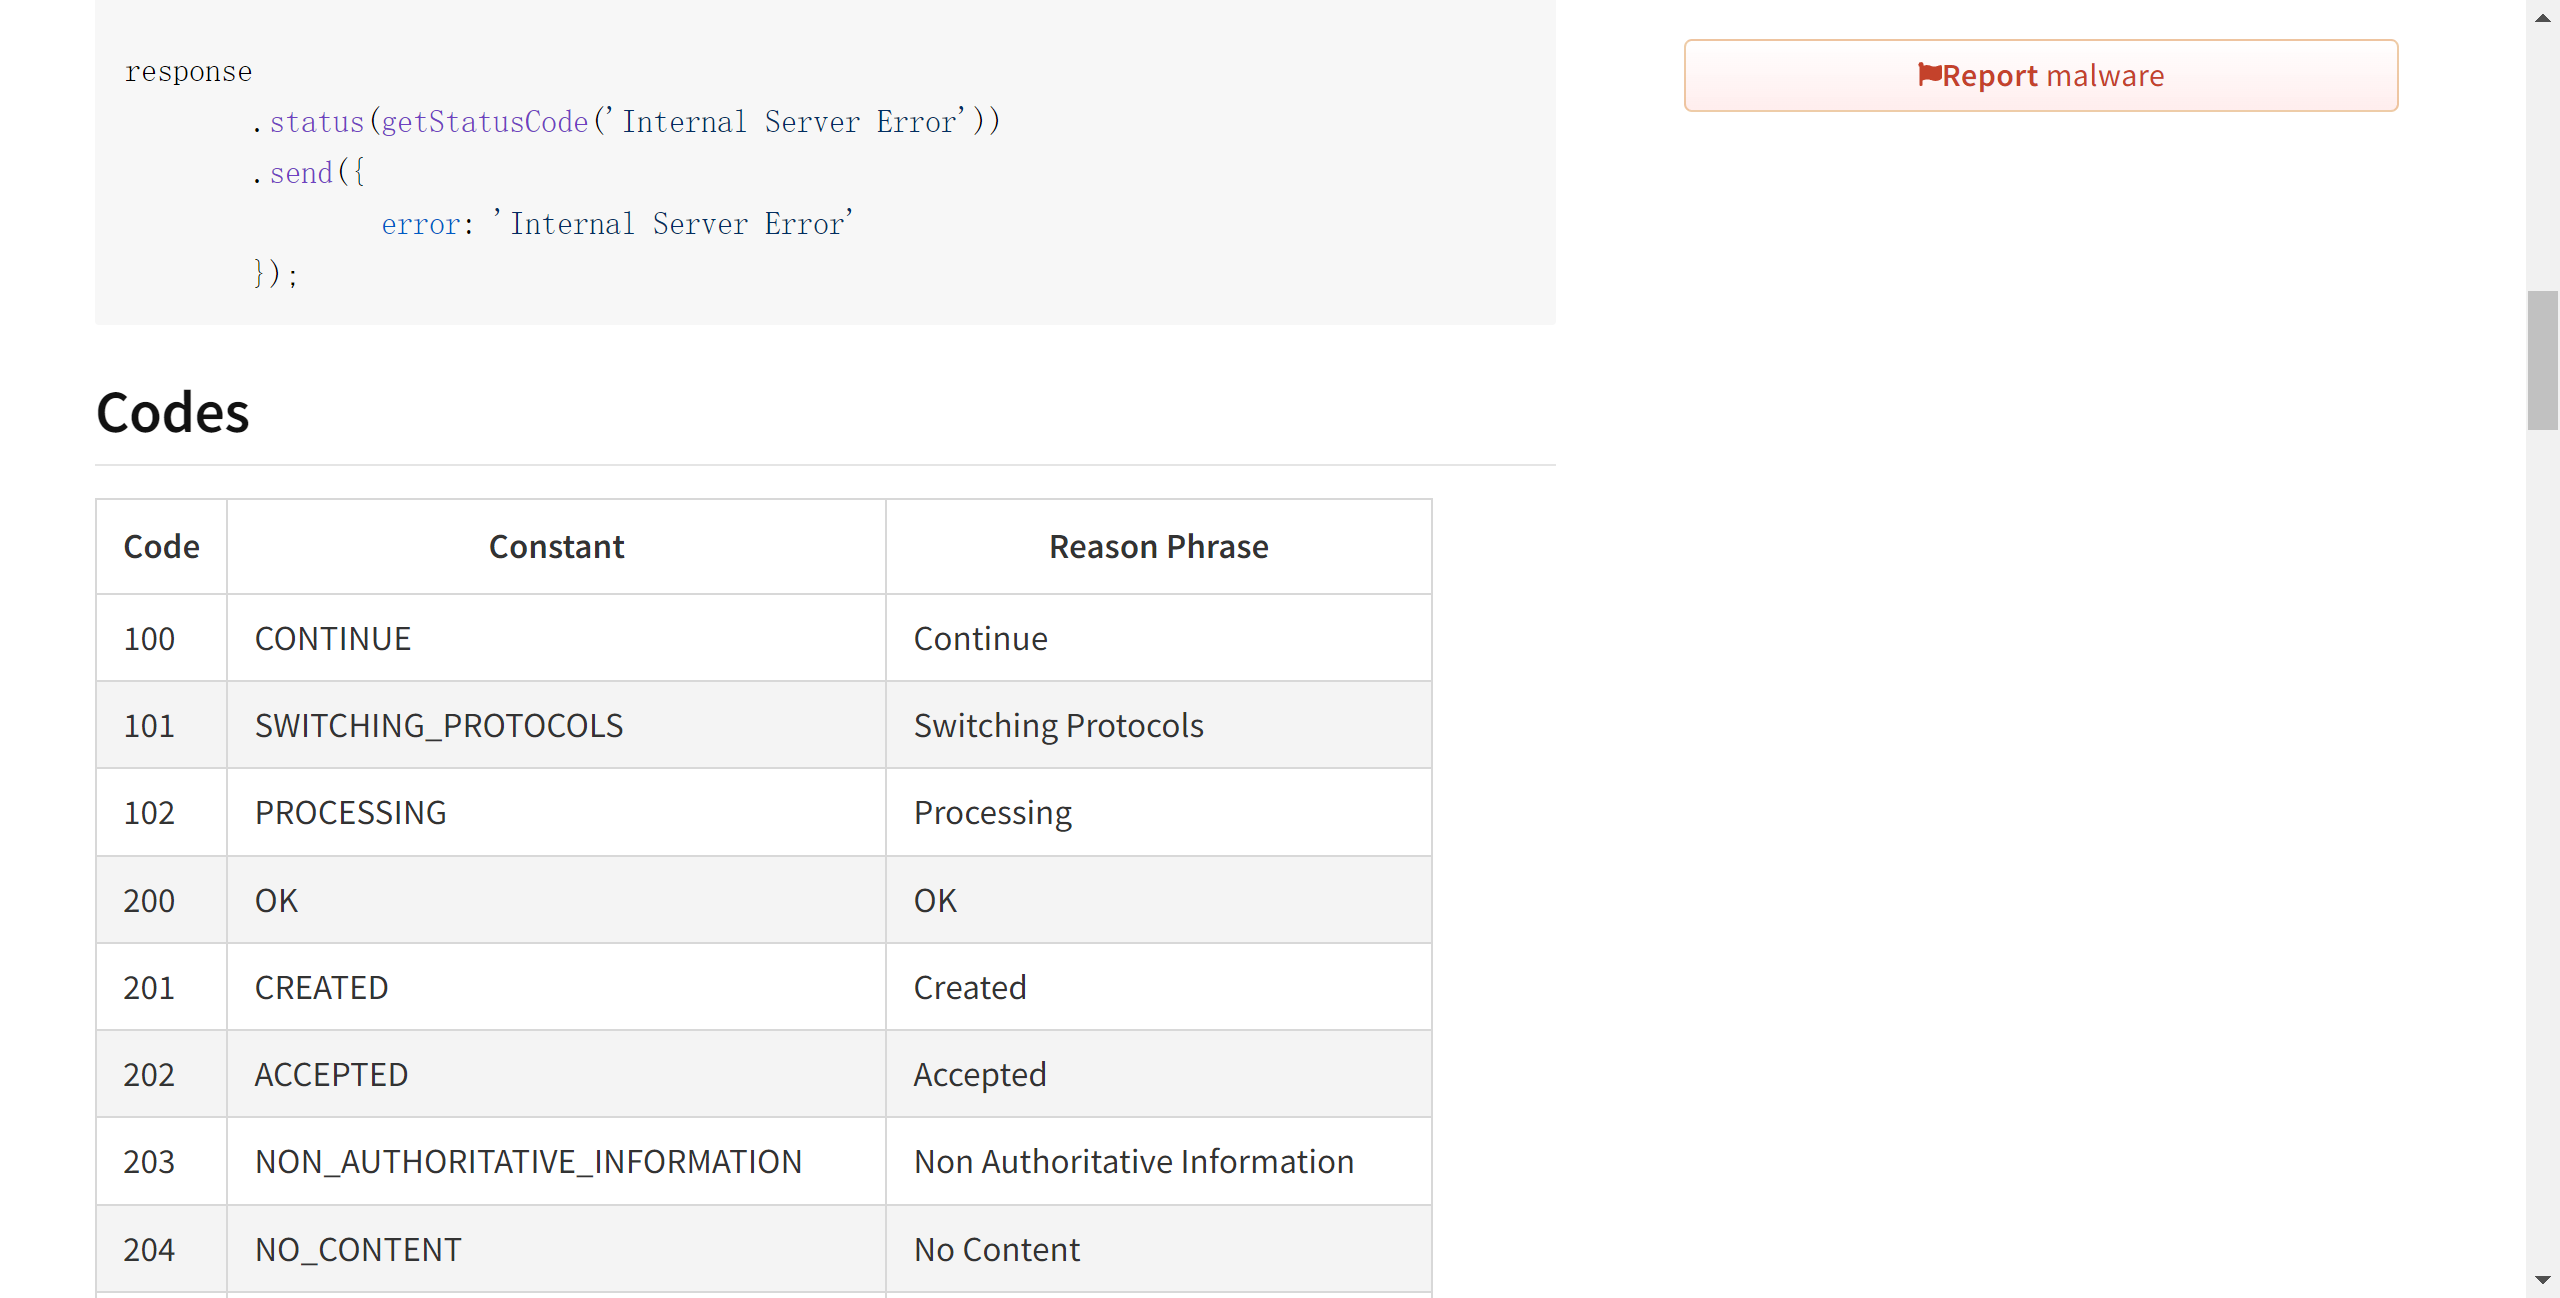 response
.status(getStatusCode('Internal Server Error'))
.send({
error: 'Internal Server Error'
});
Report malware
Codes
Code Constant Reason Phrase
100 CONTINUE Continue
101 SWITCHING_PROTOCOLS Switching Protocols
102 PROCESSING Processing
200 OK OK
201 CREATED Created
202 ACCEPTED Accepted
203 NON_AUTHORITATIVE_INFORMATION Non Authoritative Information
204 NO_CONTENT No Content